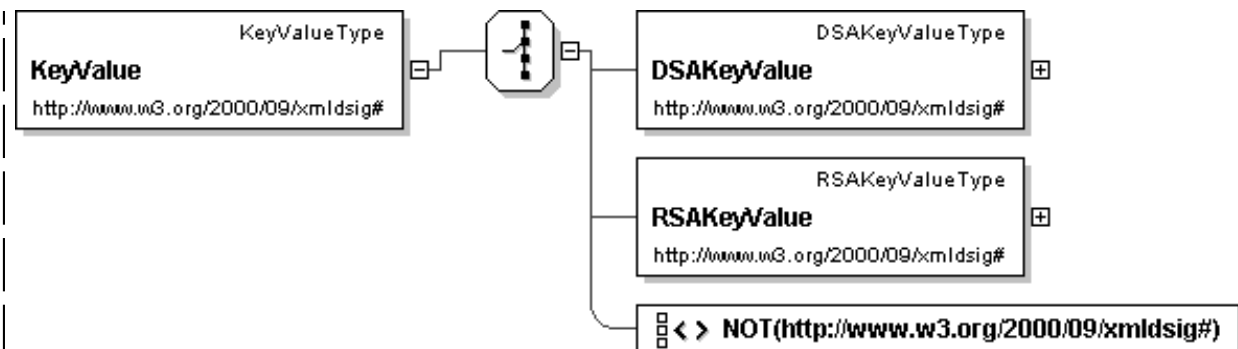 KeyValueType
KeyValue
http://www.w3.org/2000/09/xmldsig#
DSAKeyValueType
DSAKeyValue
http://www.w3.org/2000/09/xmldsig#
RSAKeyValueType
RSAKeyValue
http://www.w3.org/2000/09/xmldsig#
NOT(http://www.w3.org/2000/09/xmldsig#)